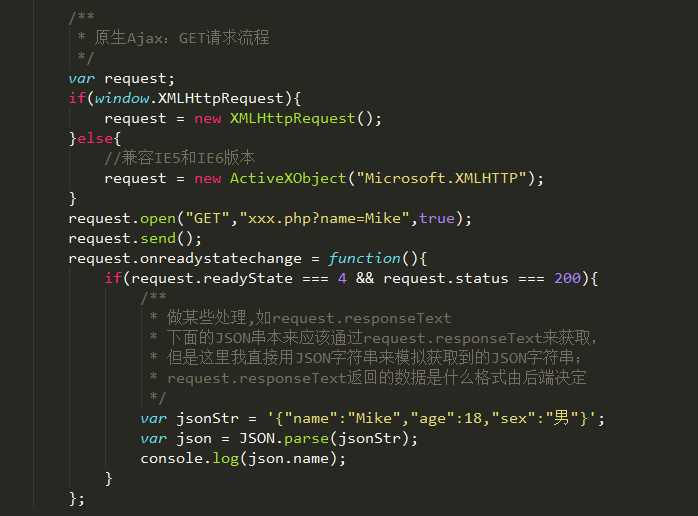 /**
 * 原生Ajax：GET请求流程
 */
var request;
if(window.XMLHttpRequest){
    request = new XMLHttpRequest();
}else{
    //兼容IE5和IE6版本
    request = new ActiveXObject("Microsoft.XMLHTTP");
}
request.open("GET","xxx.php?name=Mike",true);
request.send();
request.onreadystatechange = function(){
    if(request.readyState === 4 && request.status === 200){
        /**
         * 做某些处理,如request.responseText
         * 下面的JSON串本来应该通过request.responseText来获取，
         * 但是这里我直接用JSON字符串来模拟获取到的JSON字符串；
         * request.responseText返回的数据是什么格式由后端决定
         */
        var jsonStr = '{"name":"Mike","age":18,"sex":"男"}';
        var json = JSON.parse(jsonStr);
        console.log(json.name);
    }
};